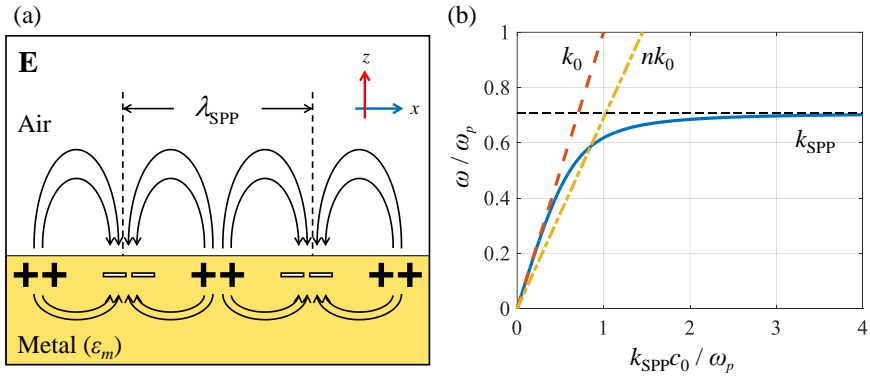 (a)
E
z
x
λSPP
Air
++ −− ++ −− ++
Metal (εm)
(b)
1
0.8
0.6
0.4
0.2
0
ω / ωp
k0
nk0
kSPP
0 1 2 3 4
kSPPc0 / ωp